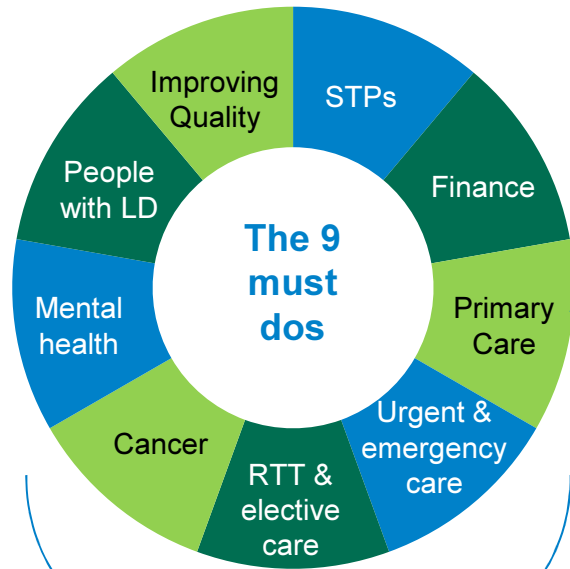 The 9
must
dos
STPs
Finance
Primary
Care
Urgent &
emergency
care
RTT &
elective
care
Cancer
Mental
health
People
with LD
Improving
Quality